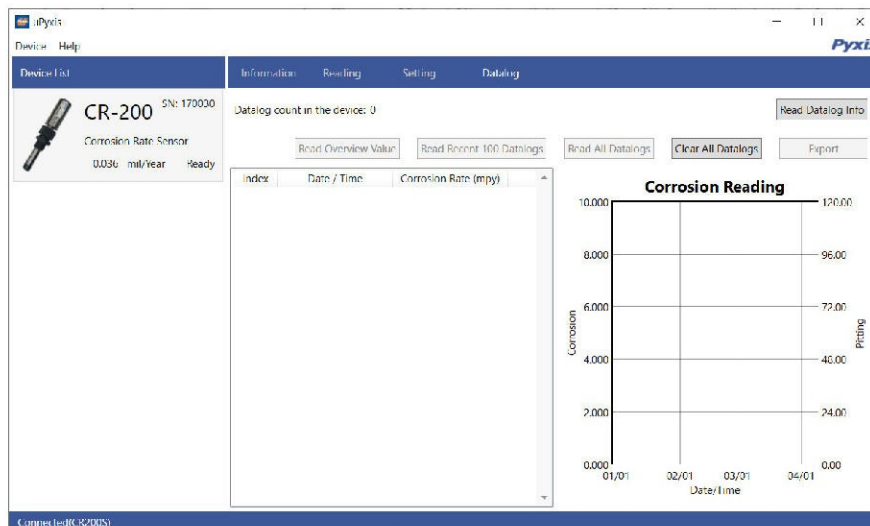 uPyxis
Device Help
Pyxis
Device List
Information Reading Setting Datalog
CR-200
SN: 170030
Corrosion Rate Sensor
0.036 mil/Year Ready
Datalog count in the device: 0
Read Datalog Info
Read Overview Value
Read Recent 100 Datalogs
Read All Datalogs
Clear All Datalogs
Export
Index Date / Time Corrosion Rate (mpy)
Corrosion Reading
10.000 120.00
8.000 96.00
6.000 72.00
Corrosion
Pitting
4.000 48.00
2.000 24.00
0.000 0.00
01/01 02/01 03/01 04/01
Date/Time
Connected(CR200S)